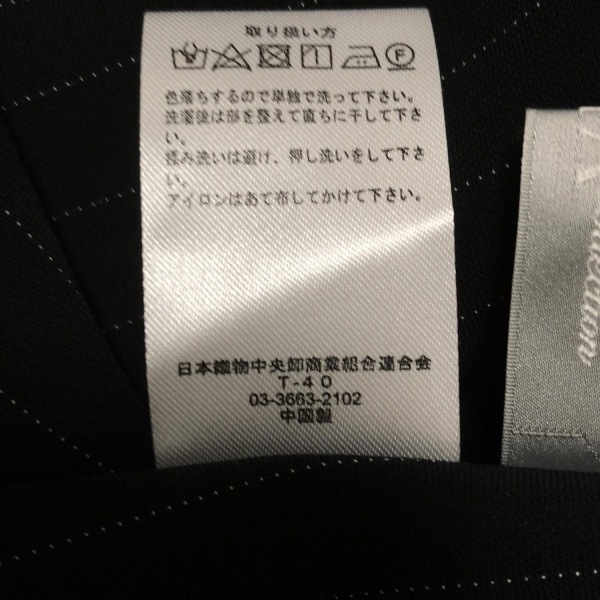 取り扱い方
色落ちするので単独で洗って下さい。
洗濯後は形を整えて直ちに干して下さ
い。
揉み洗いは避け、押し洗いをして下さ
い。
アイロンはあて布してかけて下さい。
日本織物中央卸商業組合連合会
T-40
03-3663-2102
中国製